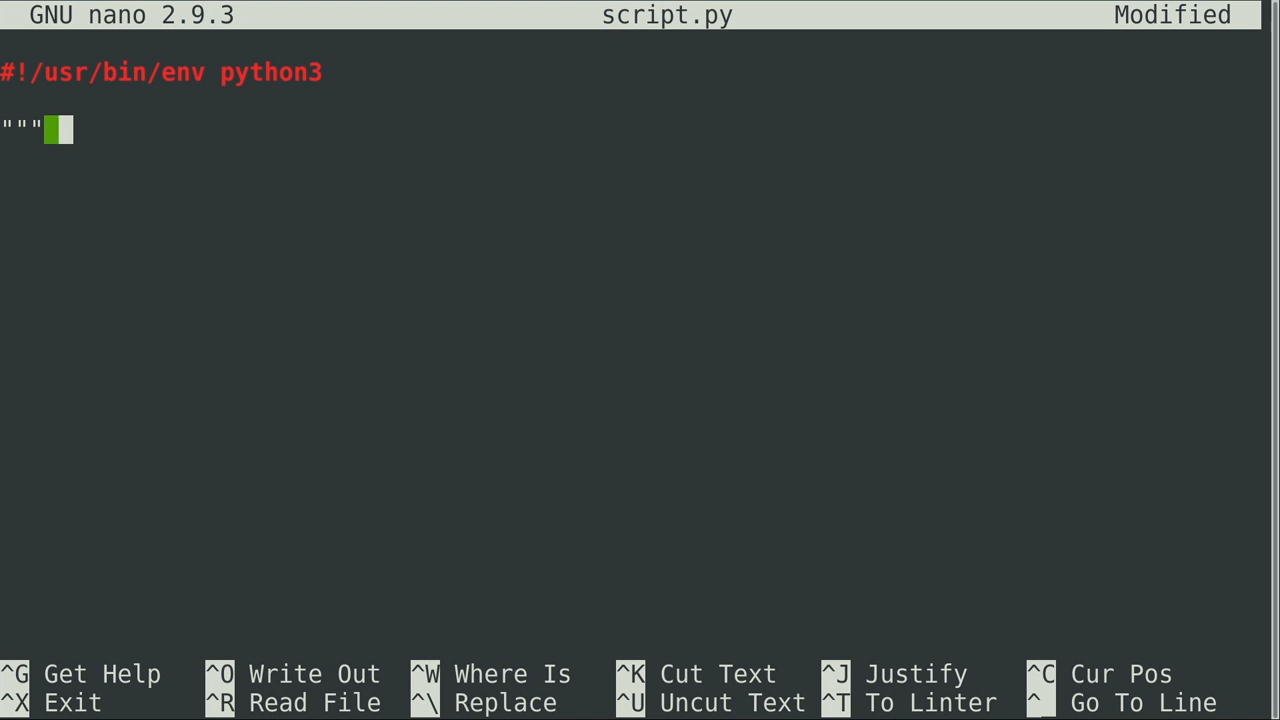 GNU nano 2.9.3 script.py Modified
#!/usr/bin/env python3
"""
^G Get Help ^O Write Out ^W Where Is ^K Cut Text ^J Justify ^C Cur Pos
^X Exit ^R Read File ^\ Replace ^U Uncut Text ^T To Linter ^_ Go To Line